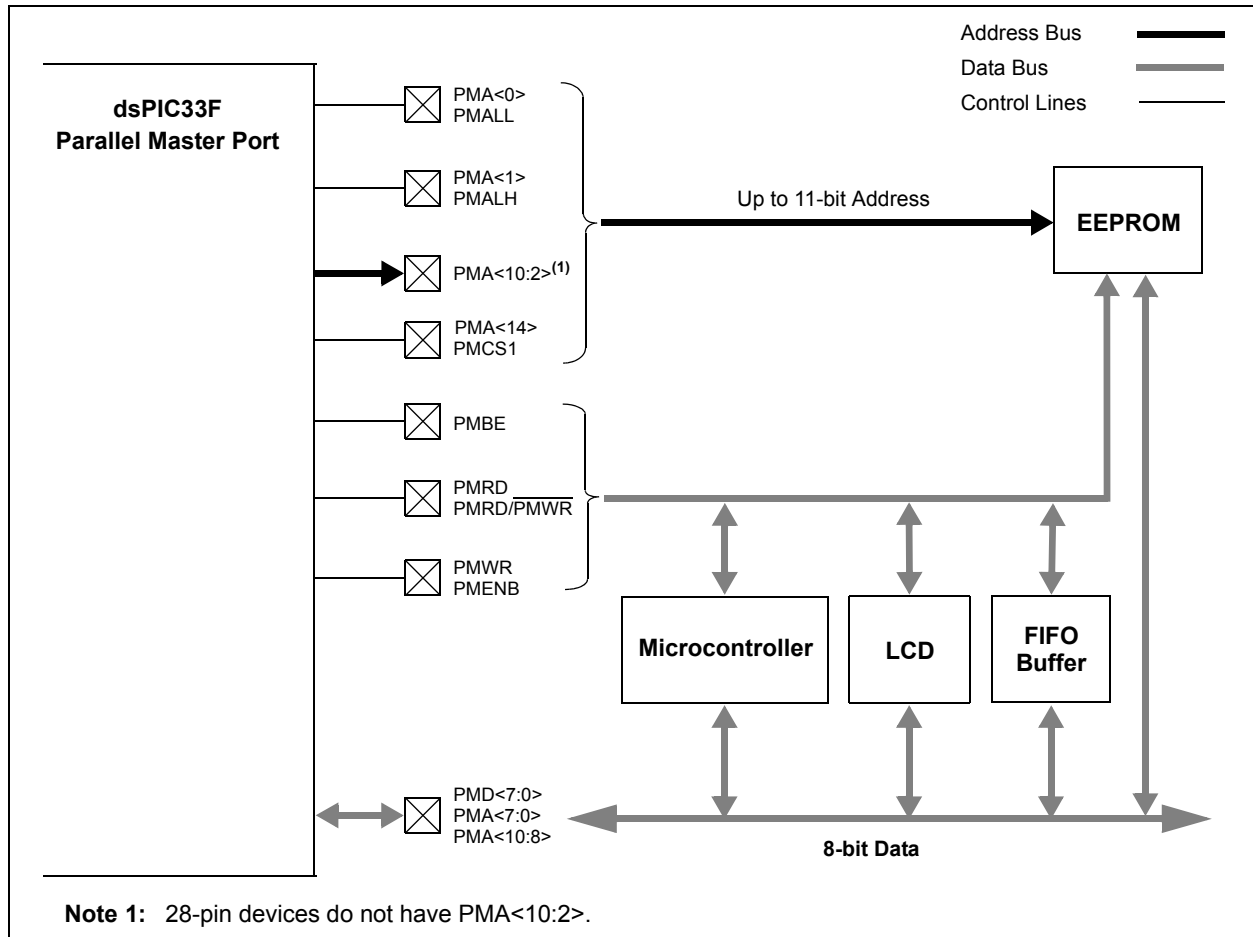 Address Bus
Data Bus
Control Lines
dsPIC33F
Parallel Master Port
PMA<0>
PMALL
PMA<1>
PMALH
PMA<10:2>(1)
PMA<14>
PMCS1
Up to 11-bit Address
EEPROM
PMBE
PMRD
PMRD/PMWR
PMWR
PMENB
Microcontroller
LCD
FIFO
Buffer
PMD<7:0>
PMA<7:0>
PMA<10:8>
8-bit Data
Note 1: 28-pin devices do not have PMA<10:2>.